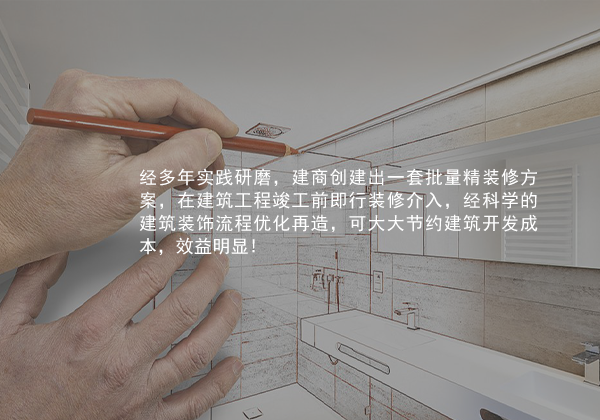 经多年实践研磨，建商创建出一套批量精装修方
案，在建筑工程竣工前即行装修介入，经科学的
建筑装饰流程优化再造，可大大节约建筑开发成
本，效益明显！